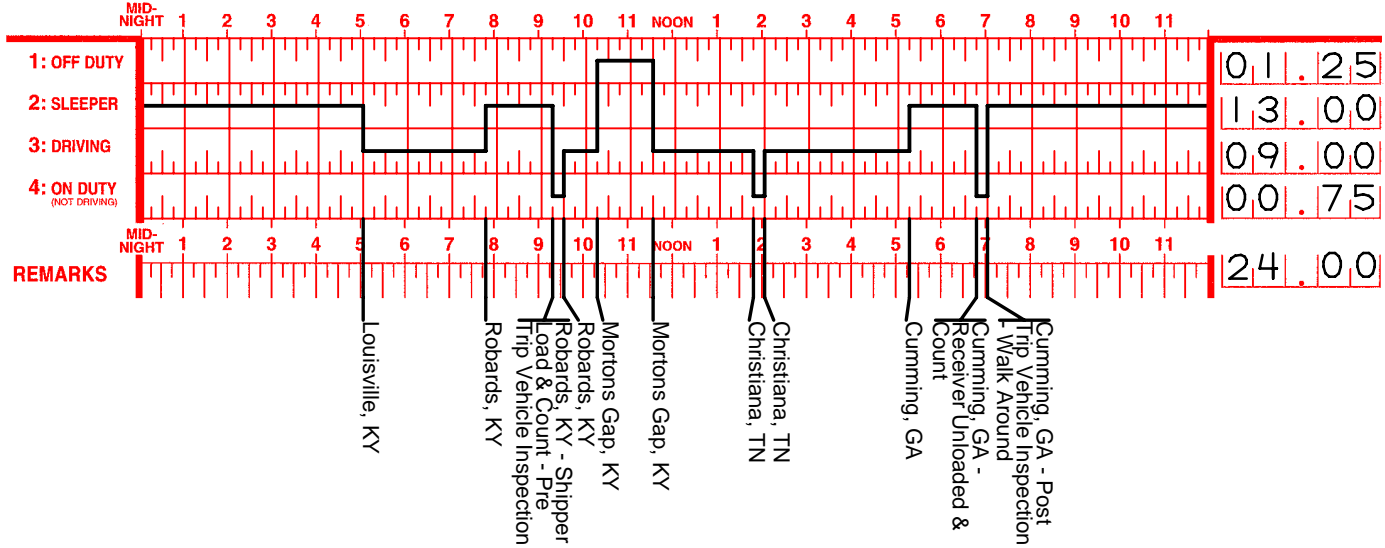 MID-
NIGHT 1 2 3 4 5 6 7 8 9 10 11 NOON 1 2 3 4 5 6 7 8 9 10 11
1: OFF DUTY 01.25
2: SLEEPER 13.00
3: DRIVING 09.00
4: ON DUTY 00.75
(NOT DRIVING)
MID-
NIGHT 1 2 3 4 5 6 7 8 9 10 11 NOON 1 2 3 4 5 6 7 8 9 10 11
REMARKS 24 00
Louisville, KY
Robards, KY
Robards, KY - Shipper
Load & Count - Pre
Trip Vehicle Inspection
Robards, KY
Mortons Gap, KY
Mortons Gap, KY
Christiana, TN
Christiana, TN
Cumming, GA
Cumming, GA -
Receiver Unloaded &
Count
Cumming, GA - Post
Trip Vehicle Inspection
- Walk Around